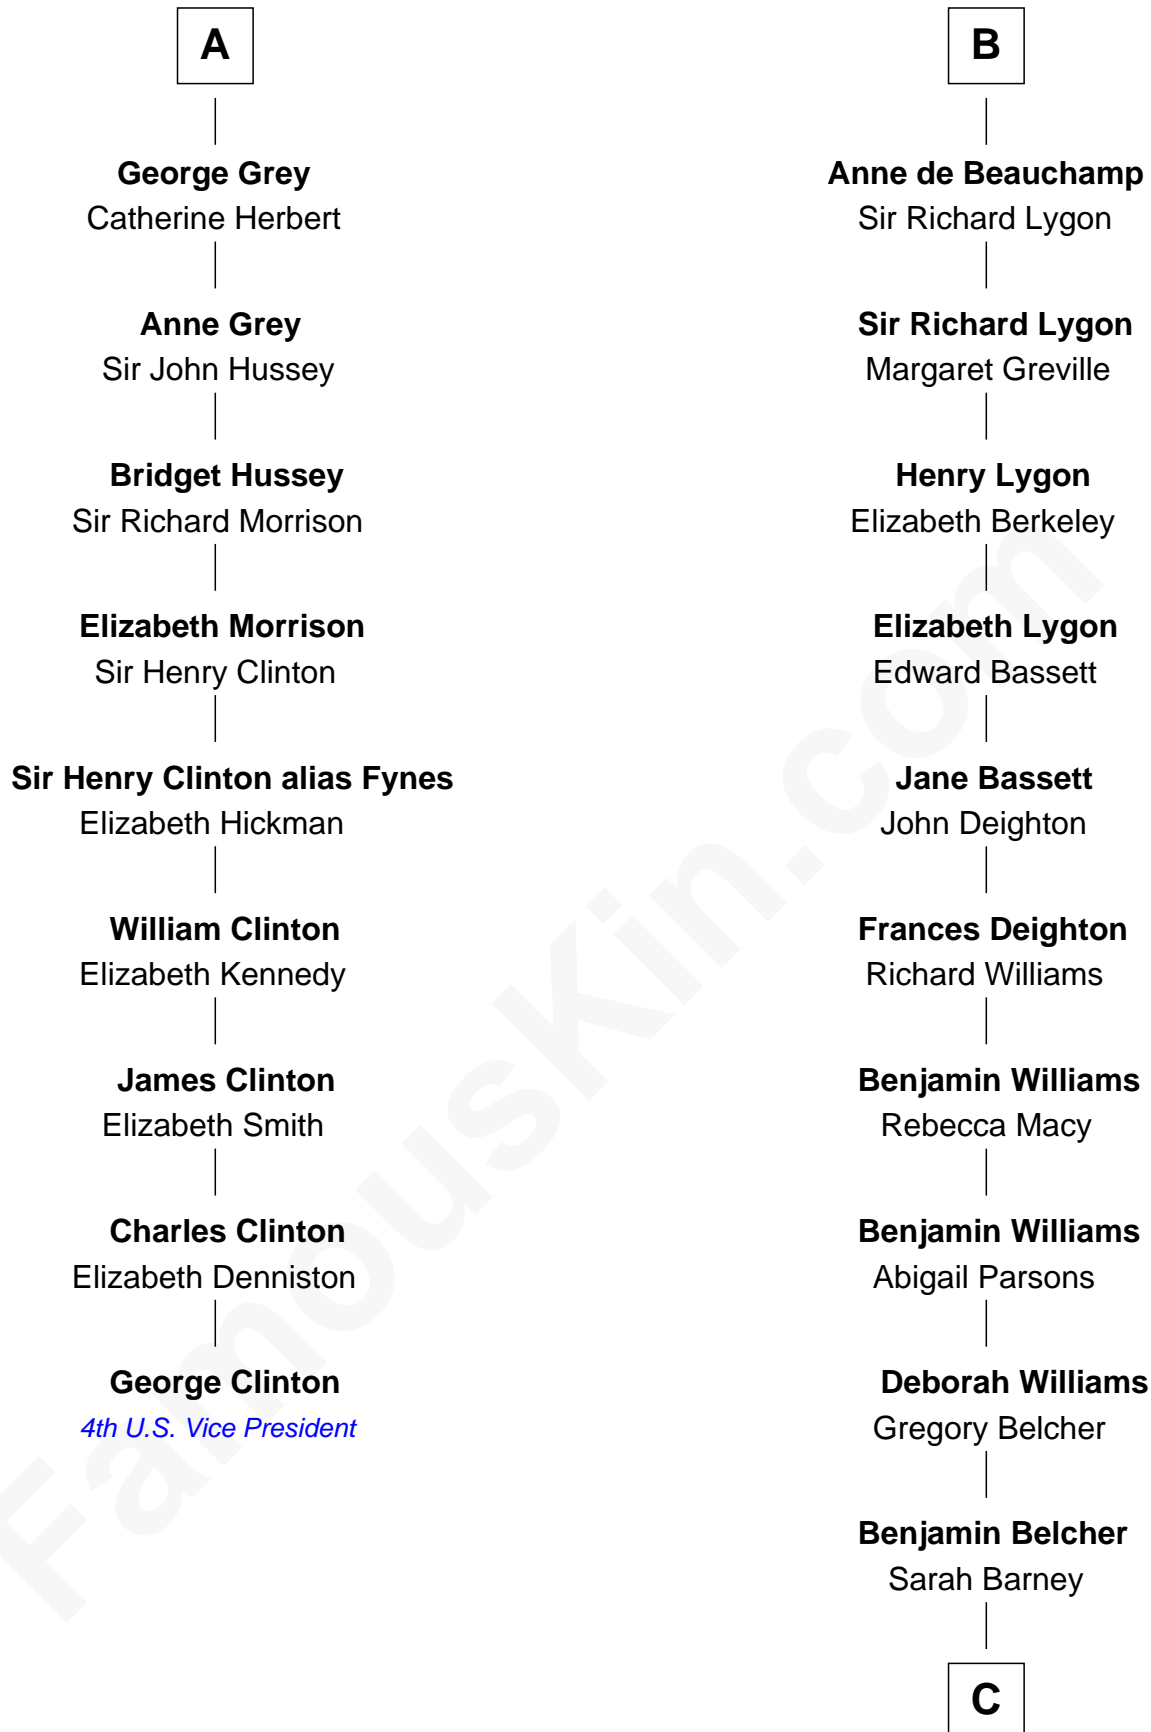 A
George Grey
Catherine Herbert
Anne Grey
Sir John Hussey
Bridget Hussey
Sir Richard Morrison
Elizabeth Morrison
Sir Henry Clinton
Sir Henry Clinton alias Fynes
Elizabeth Hickman
William Clinton
Elizabeth Kennedy
James Clinton
Elizabeth Smith
Charles Clinton
Elizabeth Denniston
George Clinton
4th U.S. Vice President
B
Anne de Beauchamp
Sir Richard Lygon
Sir Richard Lygon
Margaret Greville
Henry Lygon
Elizabeth Berkeley
Elizabeth Lygon
Edward Bassett
Jane Bassett
John Deighton
Frances Deighton
Richard Williams
Benjamin Williams
Rebecca Macy
Benjamin Williams
Abigail Parsons
Deborah Williams
Gregory Belcher
Benjamin Belcher
Sarah Barney
C
FamousKin.com